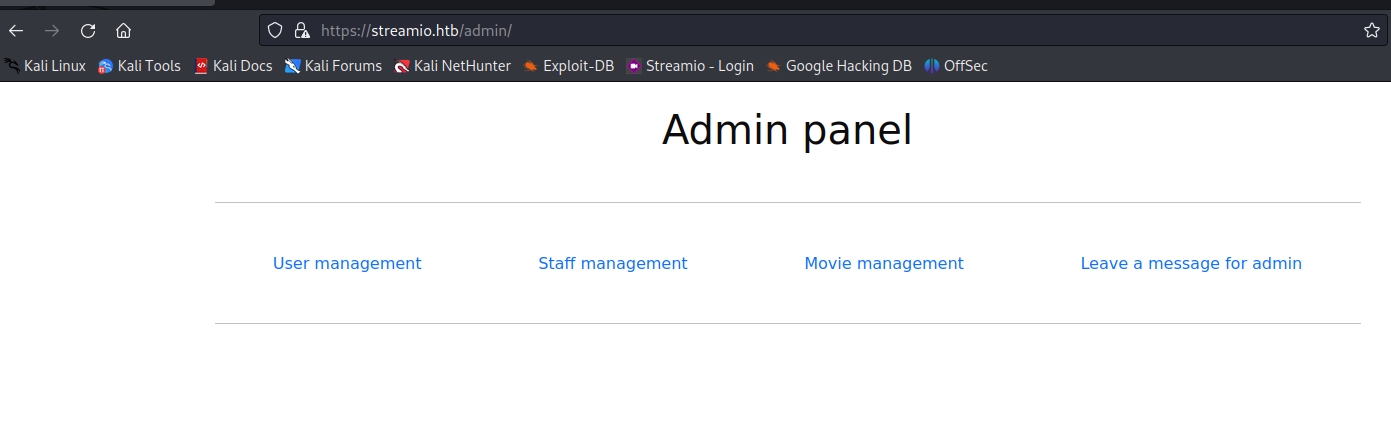 https://streamio.htb/admin/
Kali Linux Kali Tools Kali Docs Kali Forums Kali NetHunter Exploit-DB Streamio - Login Google Hacking DB OffSec
Admin panel
User management Staff management Movie management Leave a message for admin